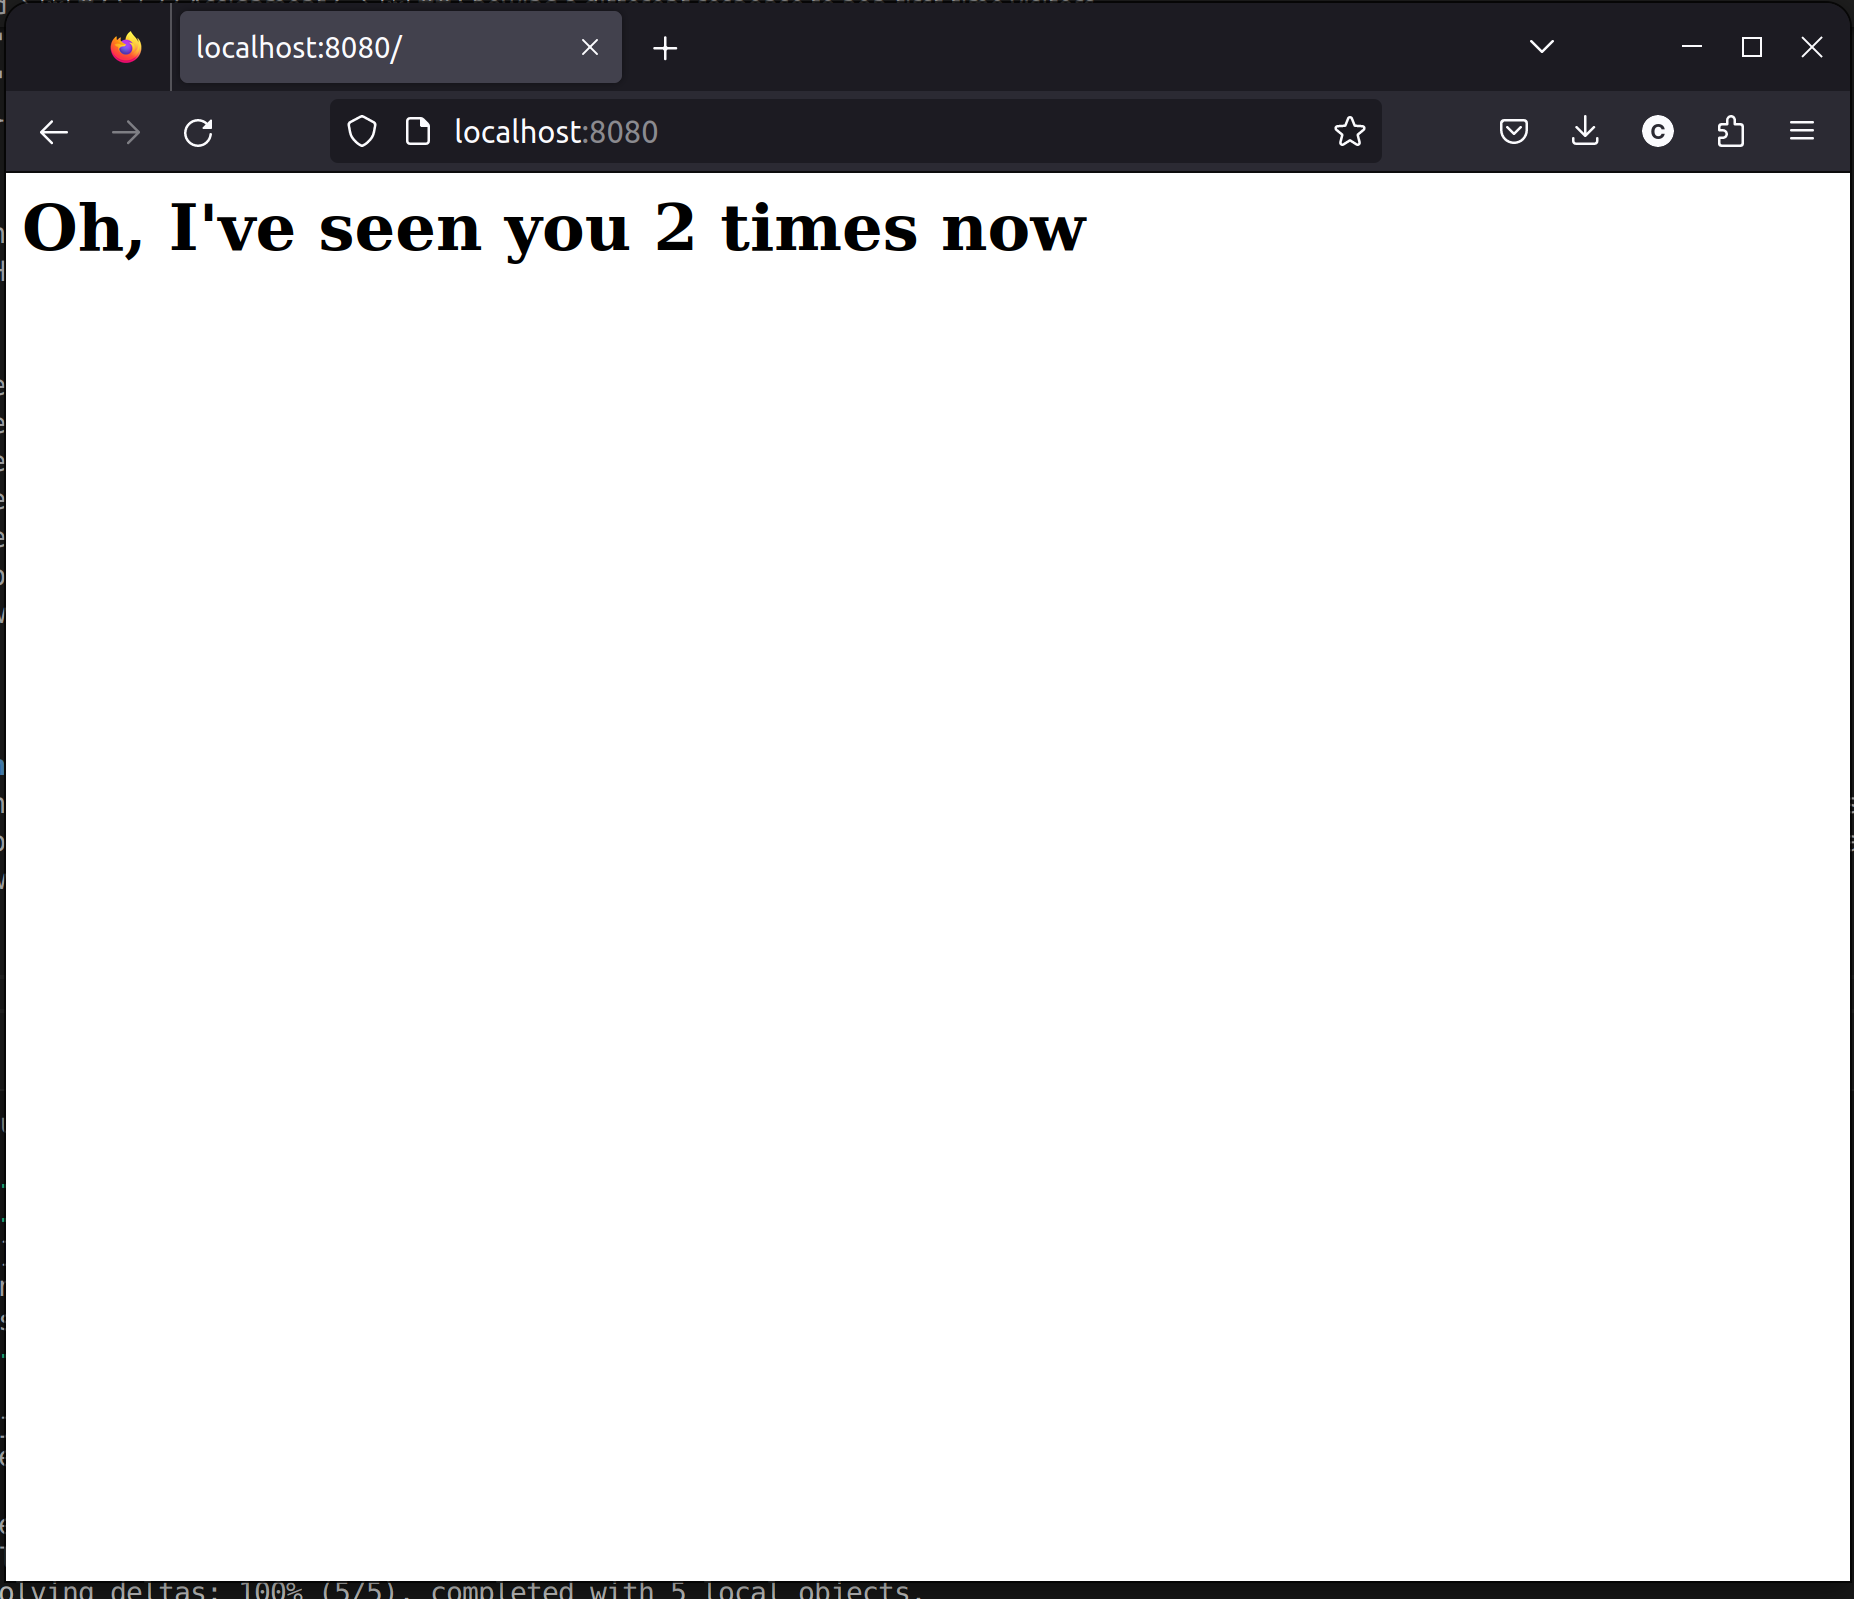 localhost:8080/
localhost:8080
Oh, I've seen you 2 times now
olving deltas: 100% (5/5), completed with 5 local objects.